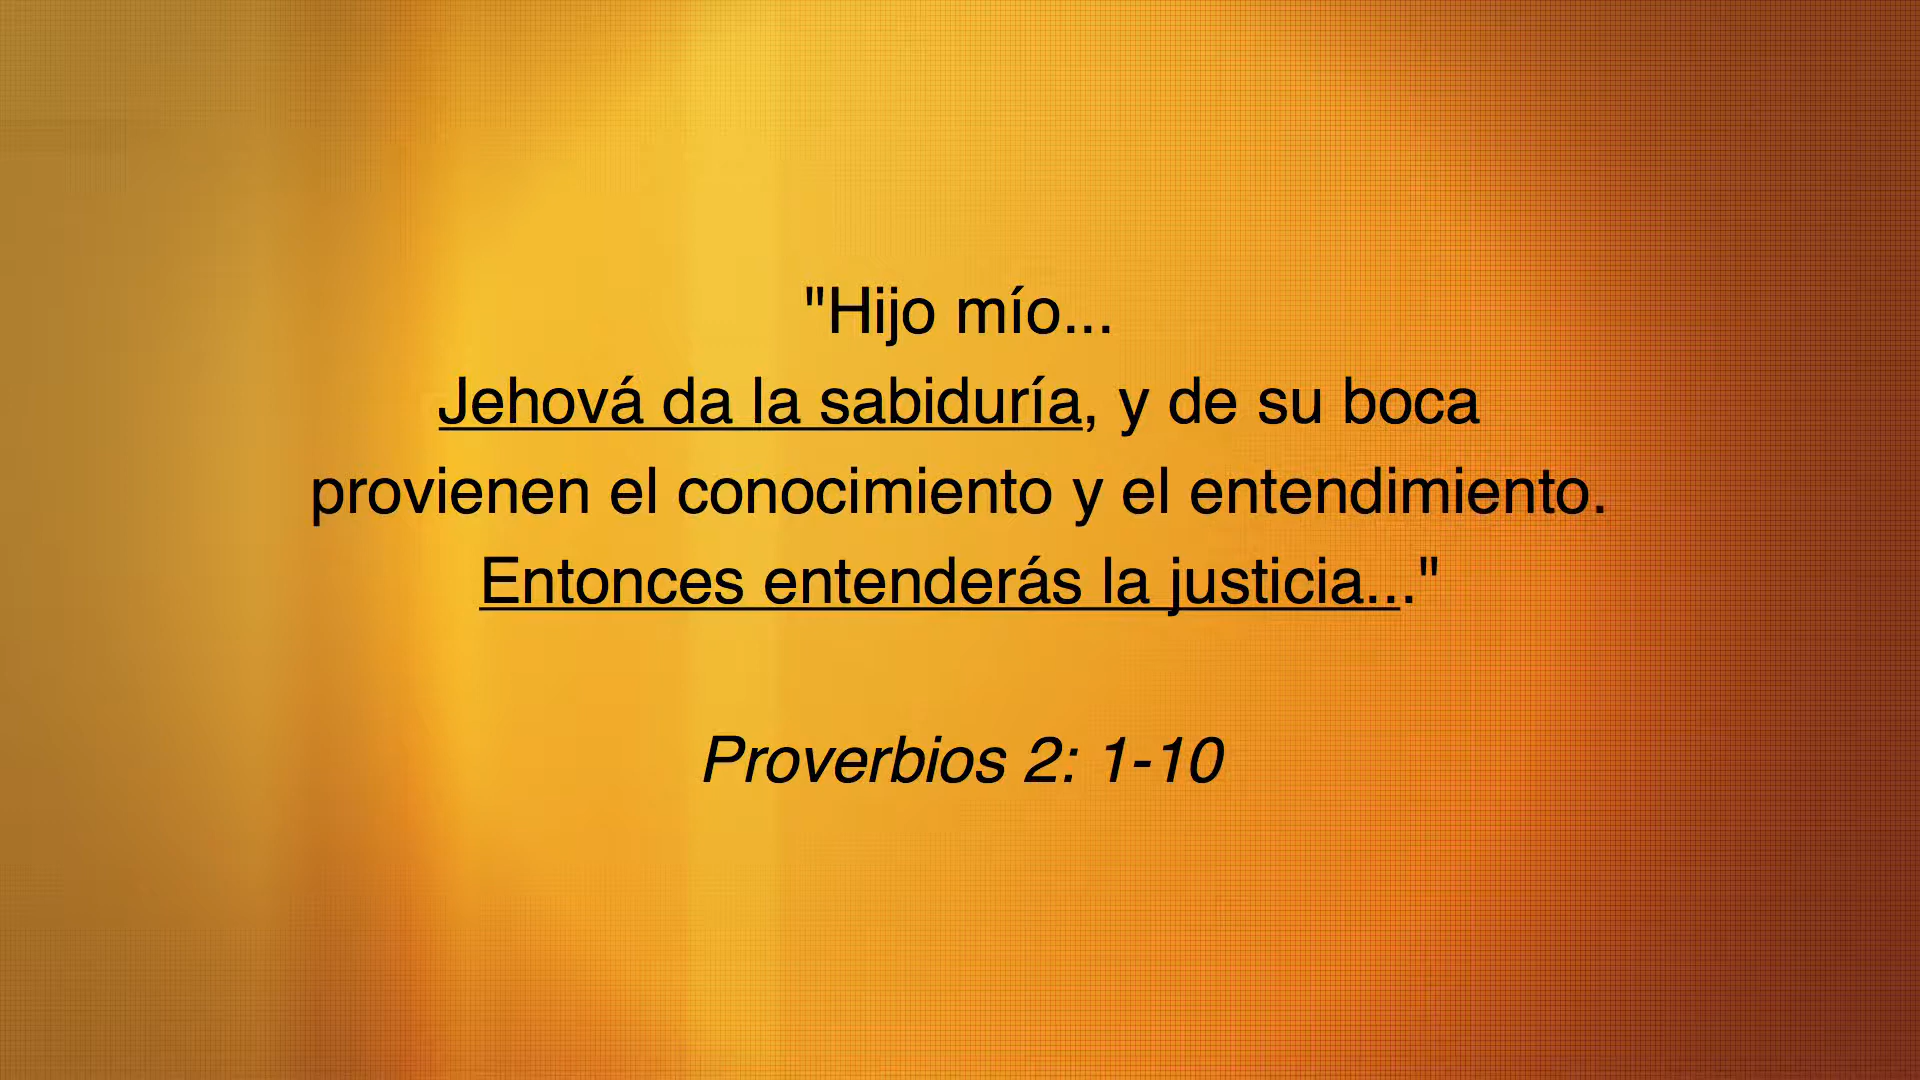 "Hijo mío...
Jehová da la sabiduría, y de su boca
provienen el conocimiento y el entendimiento.
Entonces entenderás la justicia...."
Proverbios 2: 1-10